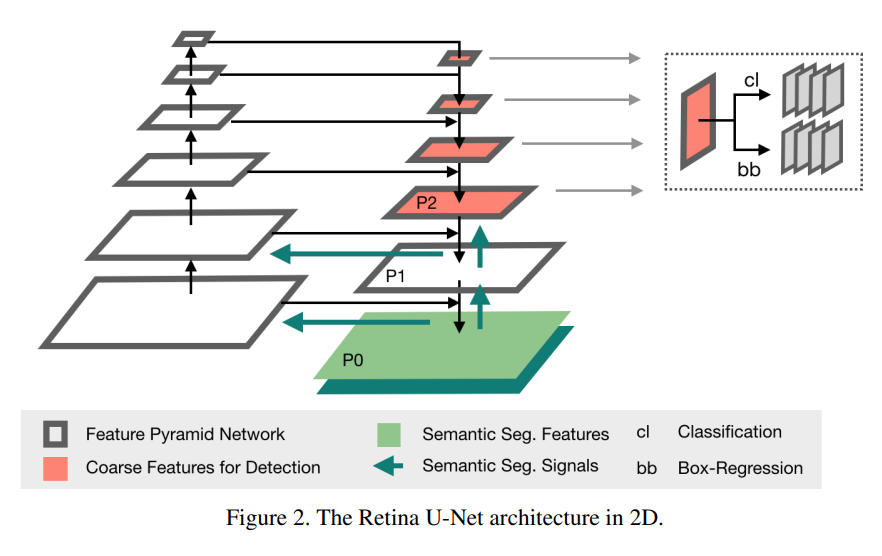 cl
bb
P2
P1
P0
Feature Pyramid Network
Semantic Seg. Features
cl
Classification
Coarse Features for Detection
Semantic Seg. Signals
bb
Box-Regression
Figure 2. The Retina U-Net architecture in 2D.